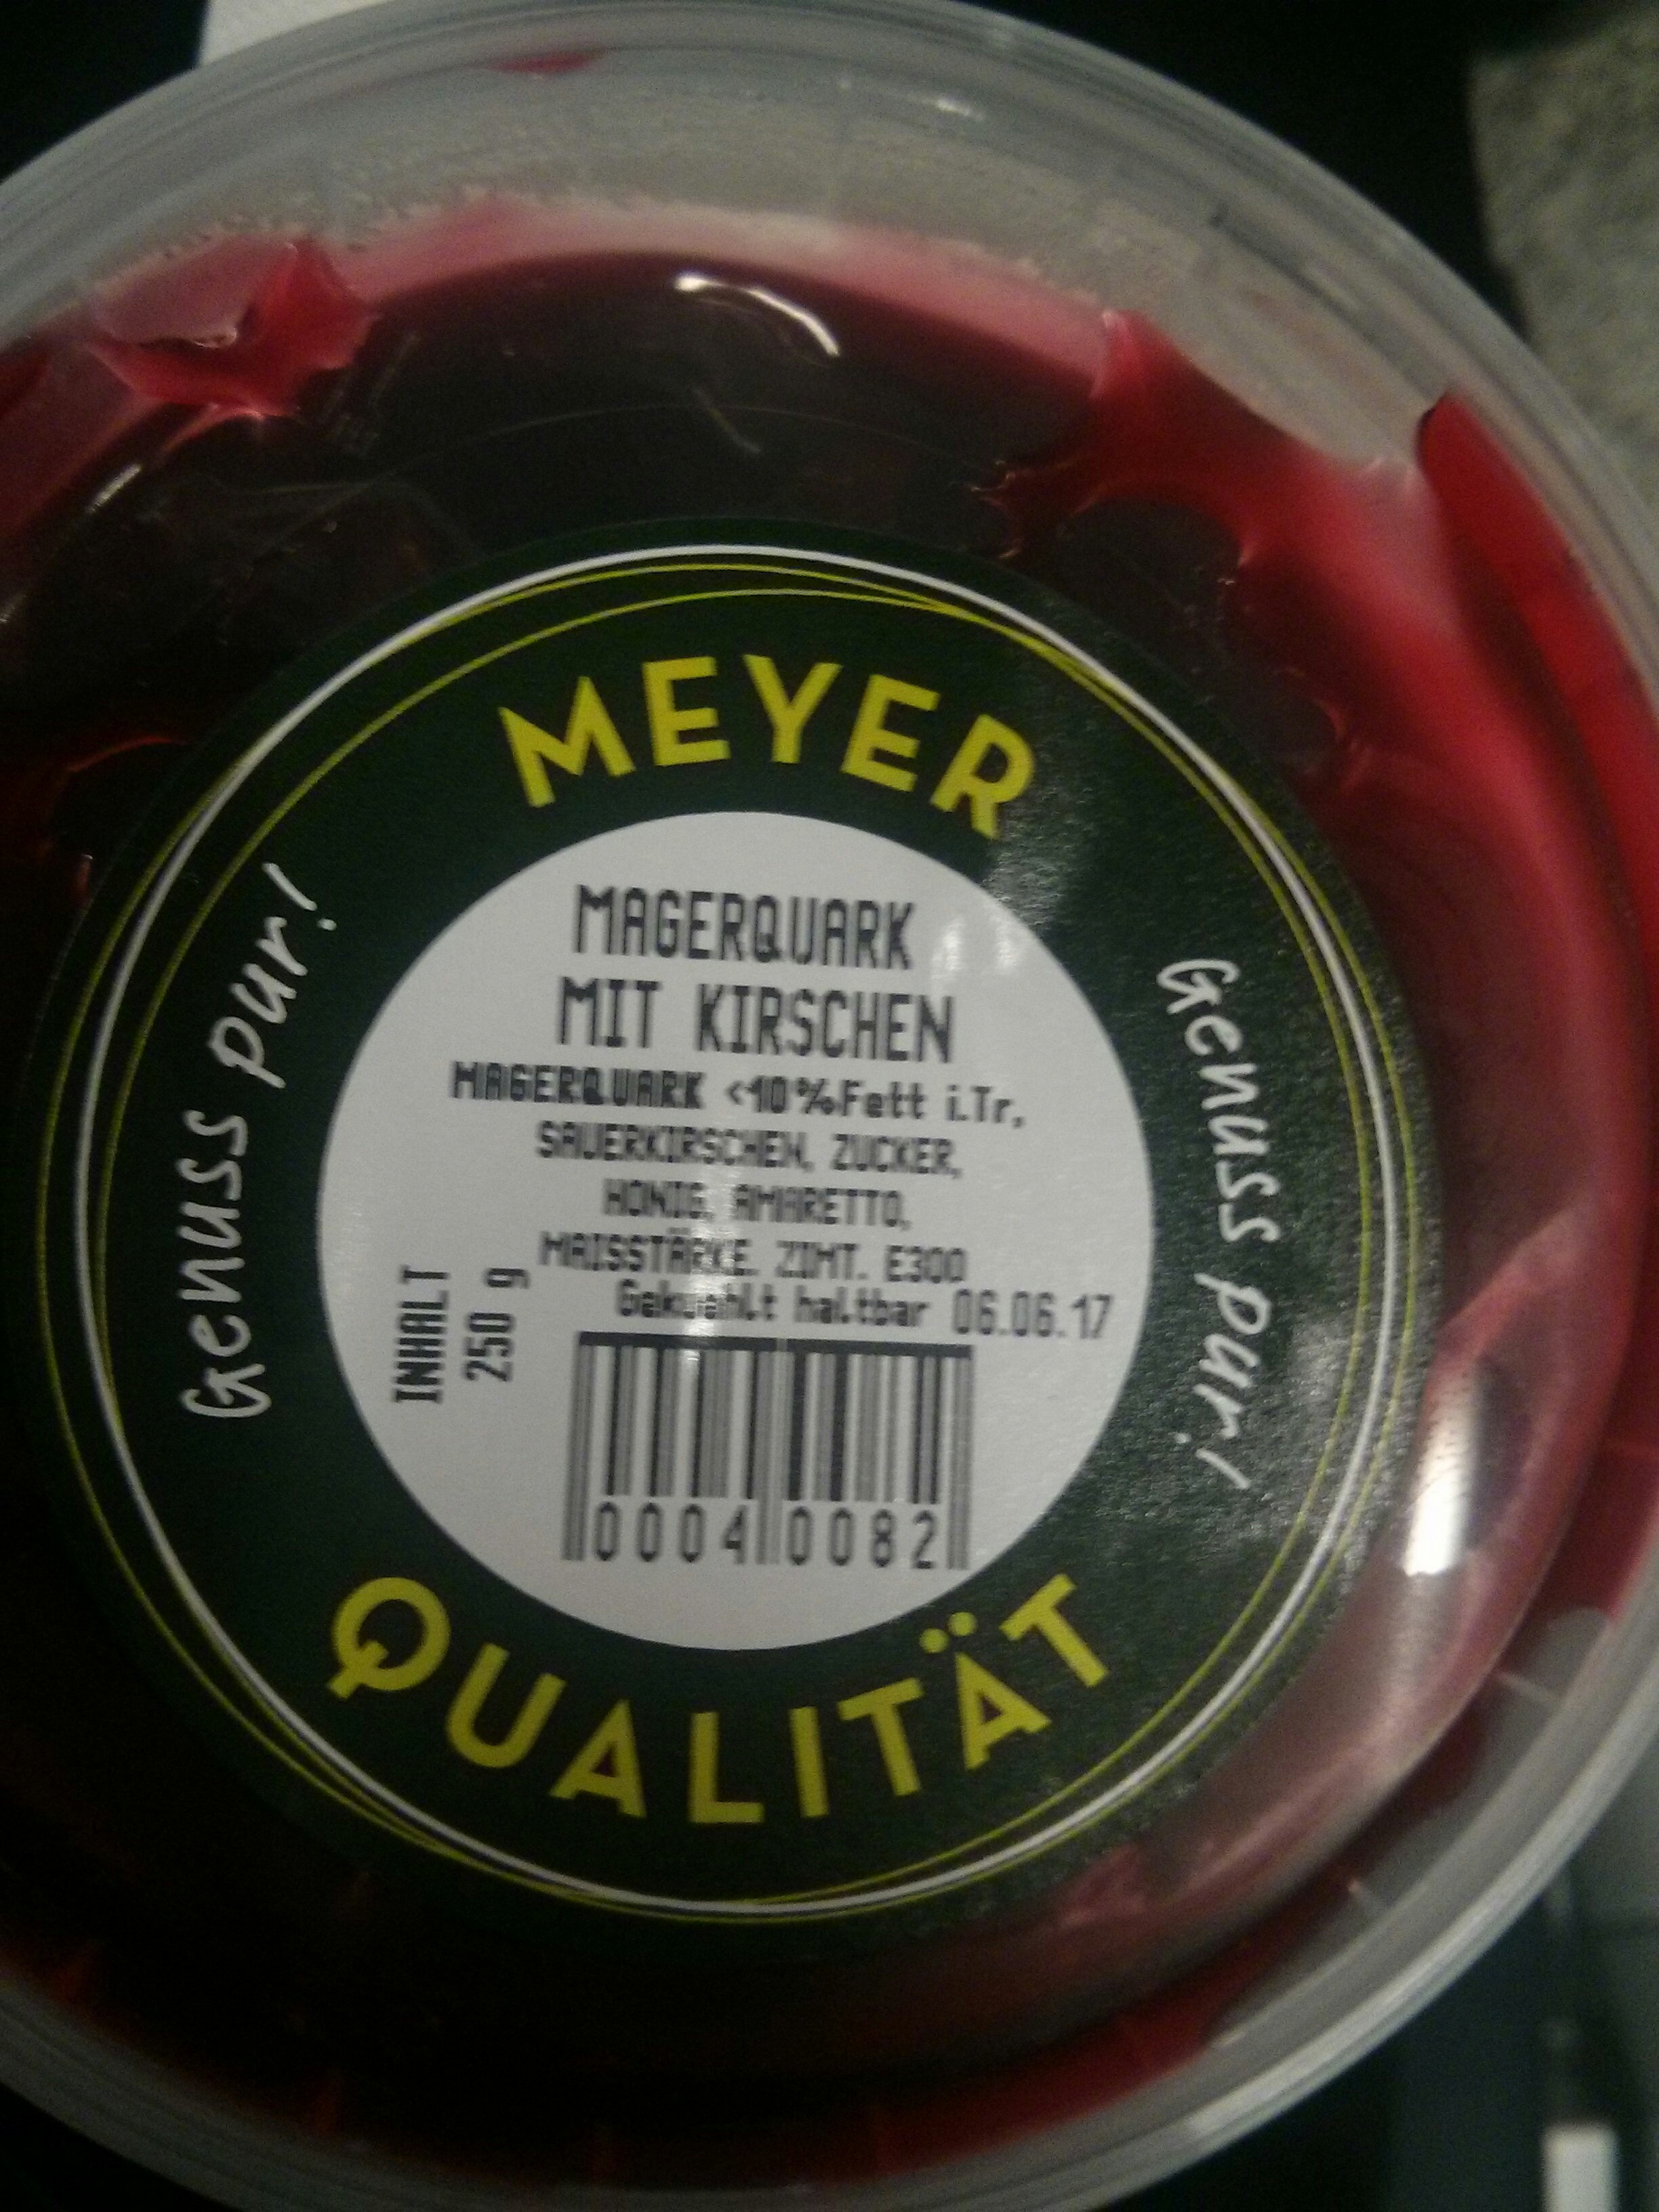 MEYER
Genuss pur!
Genuss pur!
MAGERQUARK
MIT KIRSCHEN
MAGERQUARK <10%Fett i.Tr,
SAUERKIRSCHEN, ZUCKER,
HONIG, AMARETTO,
MAISSTÄRKE. ZIMT. E300
Gekuehlt haltbar 06.06.17
INHALT
250 g
0004 0082
QUALITÄT